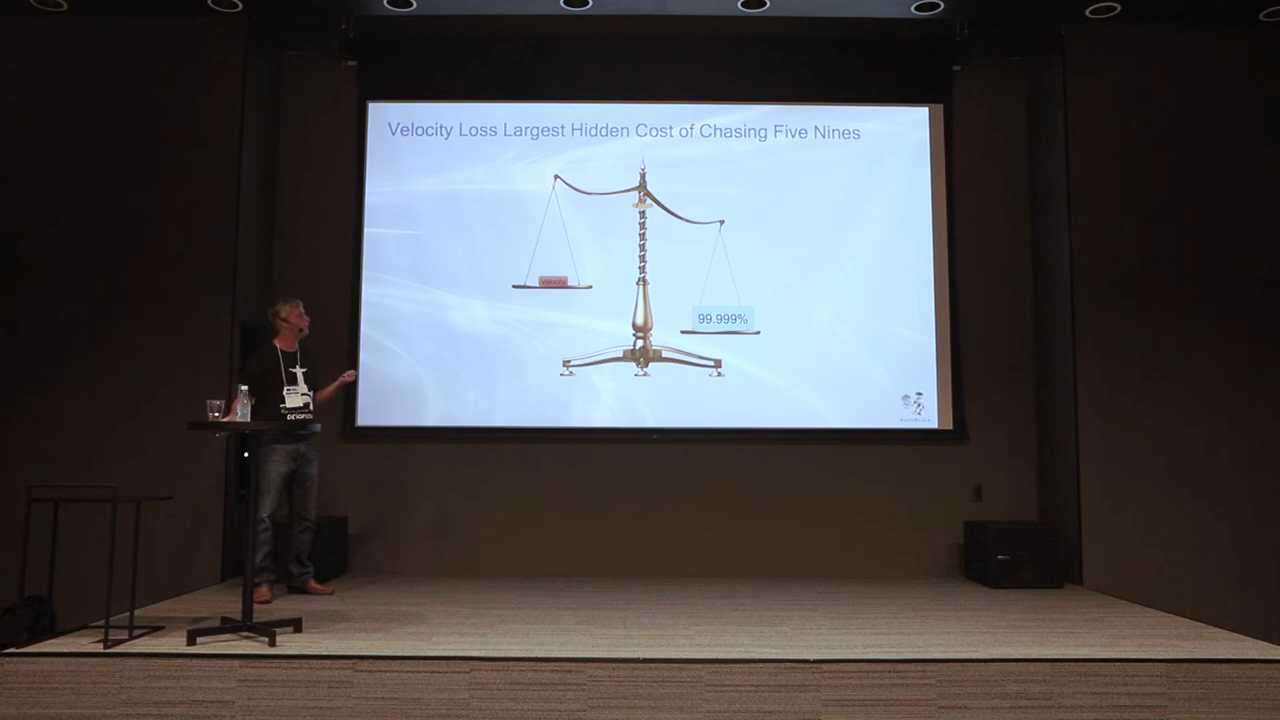 Velocity Loss Largest Hidden Cost of Chasing Five Nines
Velocity
99.999%